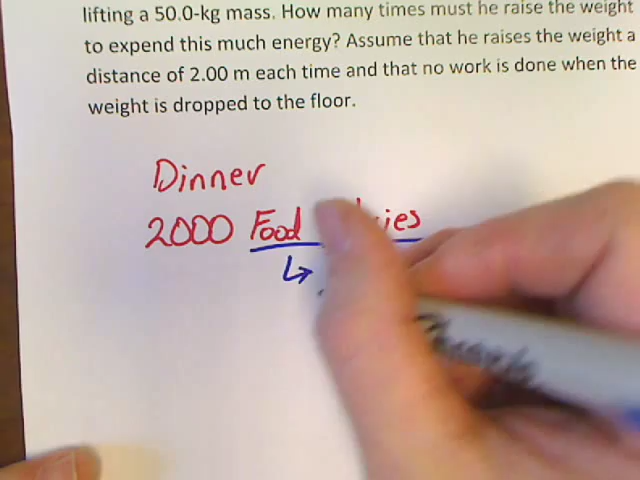 lifting a 50.0-kg mass. How many times must he raise the weight
to expend this much energy? Assume that he raises the weight a
distance of 2.00 m each time and that no work is done when the
weight is dropped to the floor.
Dinner
2000 Food